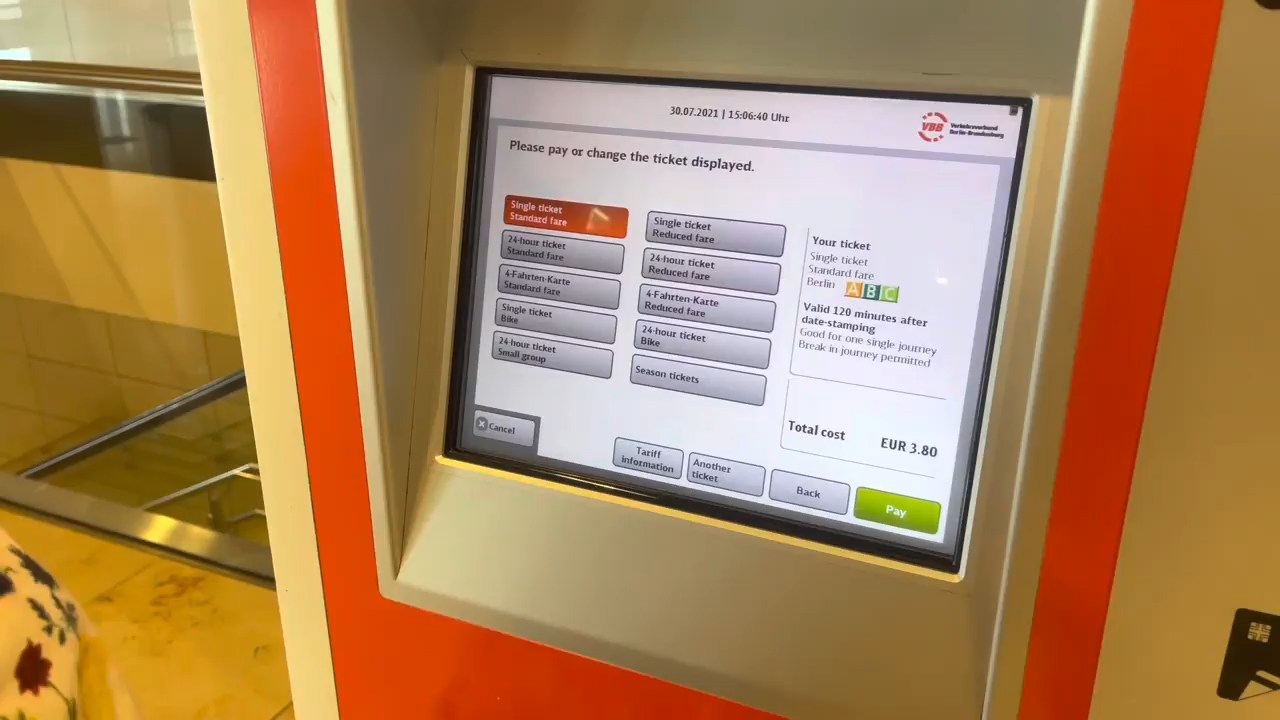 30.07.2021 | 15:06:40 Uhr
VBB Verkehrsverbund
Berlin-Brandenburg
Please pay or change the ticket displayed.
Single ticket
Standard fare
Single ticket
Reduced fare
24-hour ticket
Standard fare
24-hour ticket
Reduced fare
4-Fahrten-Karte
Standard fare
4-Fahrten-Karte
Reduced fare
Single ticket
Bike
24-hour ticket
Bike
24-hour ticket
Small group
Season tickets
Your ticket
Single ticket
Standard fare
Berlin ABC
Valid 120 minutes after
date-stamping
Good for one single journey
Break in journey permitted
Total cost EUR 3.80
Cancel
Tariff
information
Another
ticket
Back
Pay